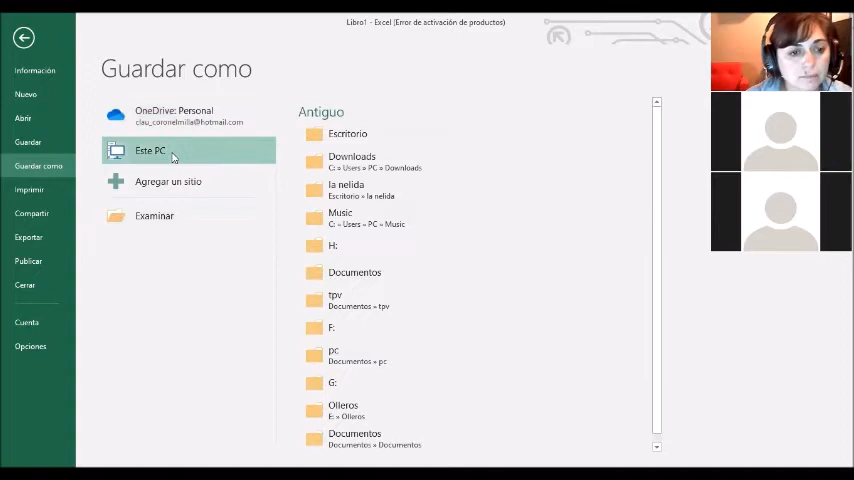 Libro1 - Excel (Error de activación de productos)
Guardar como
Información
Nuevo
Abrir
Guardar
Guardar como
Imprimir
Compartir
Exportar
Publicar
Cerrar
Cuenta
Opciones
OneDrive: Personal
clau_coronelmilla@hotmail.com
Este PC
Agregar un sitio
Examinar
Antiguo
Escritorio
Downloads
C: » Users » PC » Downloads
la nelida
Escritorio » la nelida
Music
C: » Users » PC » Music
H:
Documentos
tpv
Documentos » tpv
F:
pc
Documentos » pc
G:
Olleros
E: » Olleros
Documentos
Documentos » Documentos